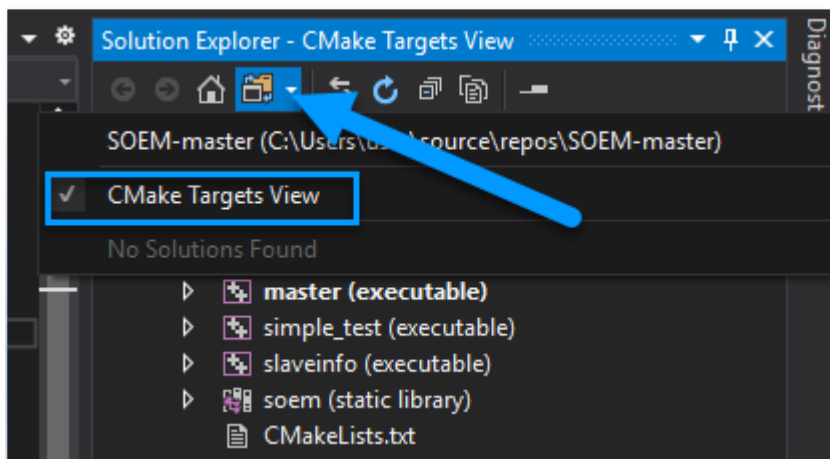 Solution Explorer - CMake Targets View
Diagnost
SOEM-master (C:\Users\user\source\repos\SOEM-master)
CMake Targets View
No Solutions Found
master (executable)
simple_test (executable)
slaveinfo (executable)
soem (static library)
CMakeLists.txt